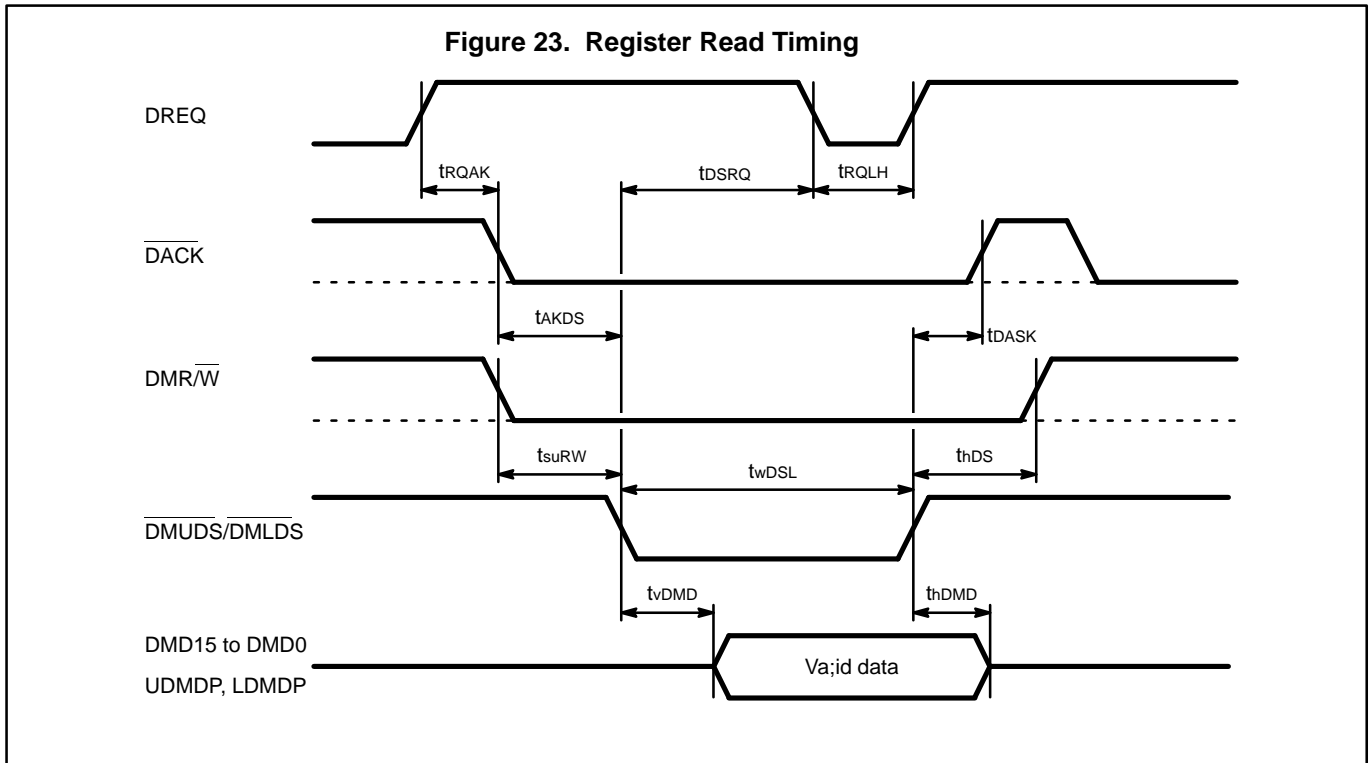 Figure 23. Register Read Timing
DREQ
tRQAK
tDSRQ
tRQLH
DACK
tAKDS
tDASK
DMR/W
tsuRW
twDSL
thDS
DMUDS/DMLDS
tvDMD
thDMD
DMD15 to DMD0
Va;id data
UDMDP, LDMDP